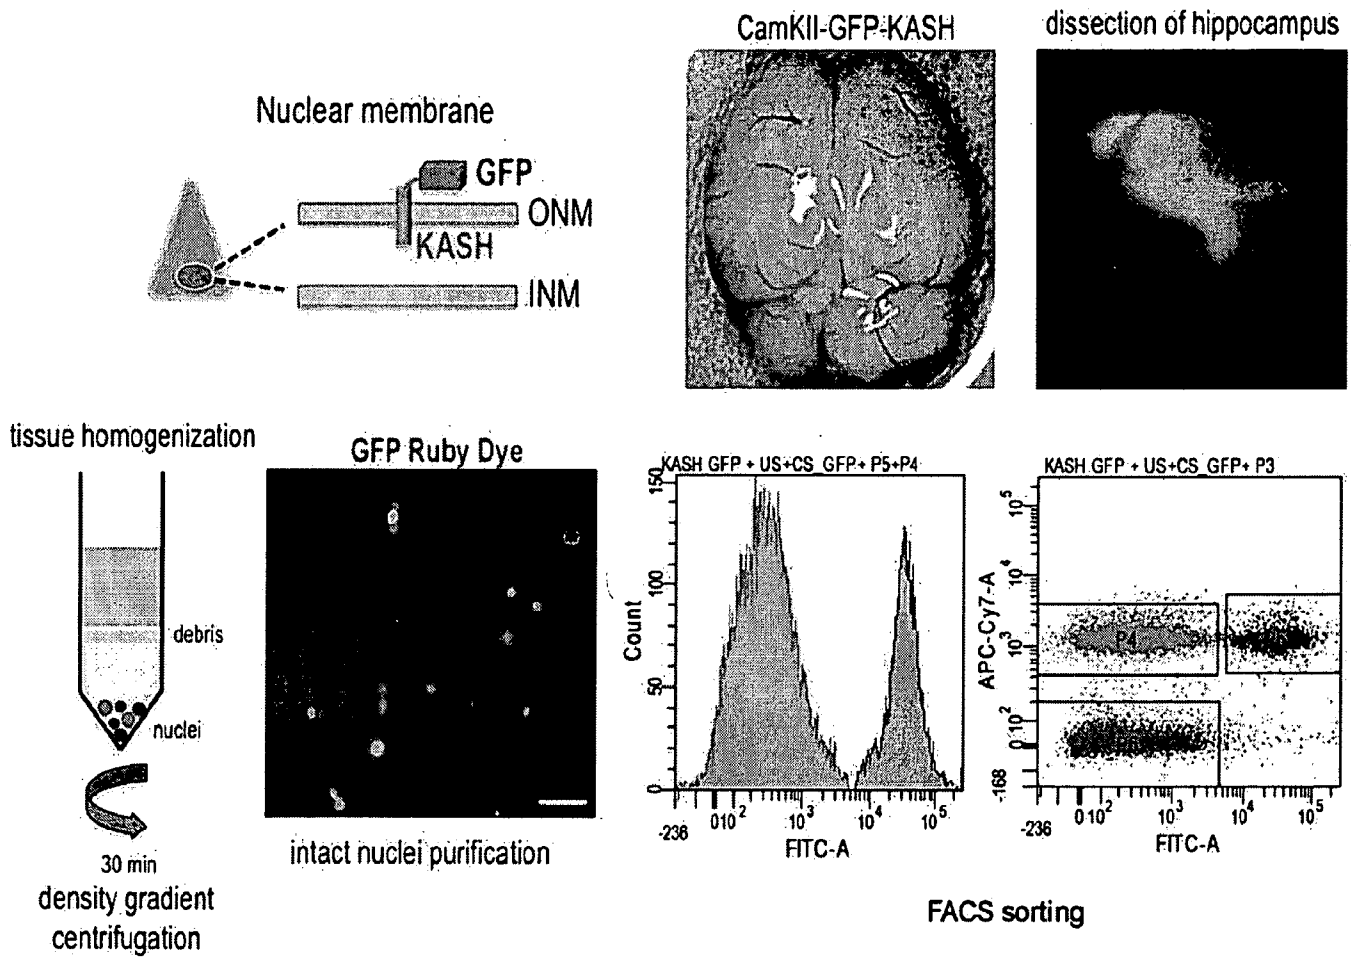 CamKII-GFP-KASH
dissection of hippocampus
Nuclear membrane
GFP
ONM
KASH
INM
tissue homogenization
debris
nuclei
30 min
density gradient
centrifugation
GFP Ruby Dye
intact nuclei purification
KASH GFP + US+CS_GFP+ P5+P4
Count
150
100
50
0
-236
0 10^2
10^3
10^4
10^5
FITC-A
KASH GFP + US+CS_GFP+ P3
APC-Cy7-A
10^5
10^4
10^3
0 10^2
-168
P4
-236
0 10^2
10^3
10^4
10^5
FITC-A
FACS sorting